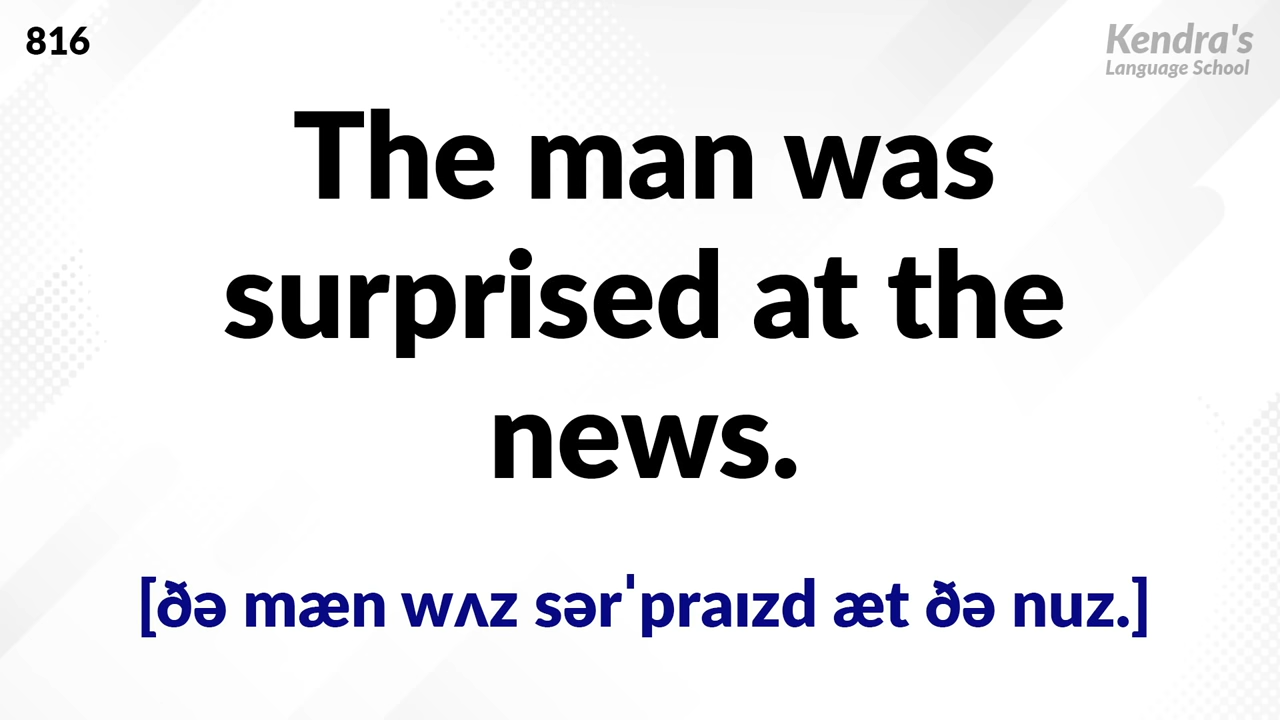 816
Kendra's
Language School
The man was
surprised at the
news.
[ðə mæn wʌz sərˈpraɪzd æt ðə nuz.]